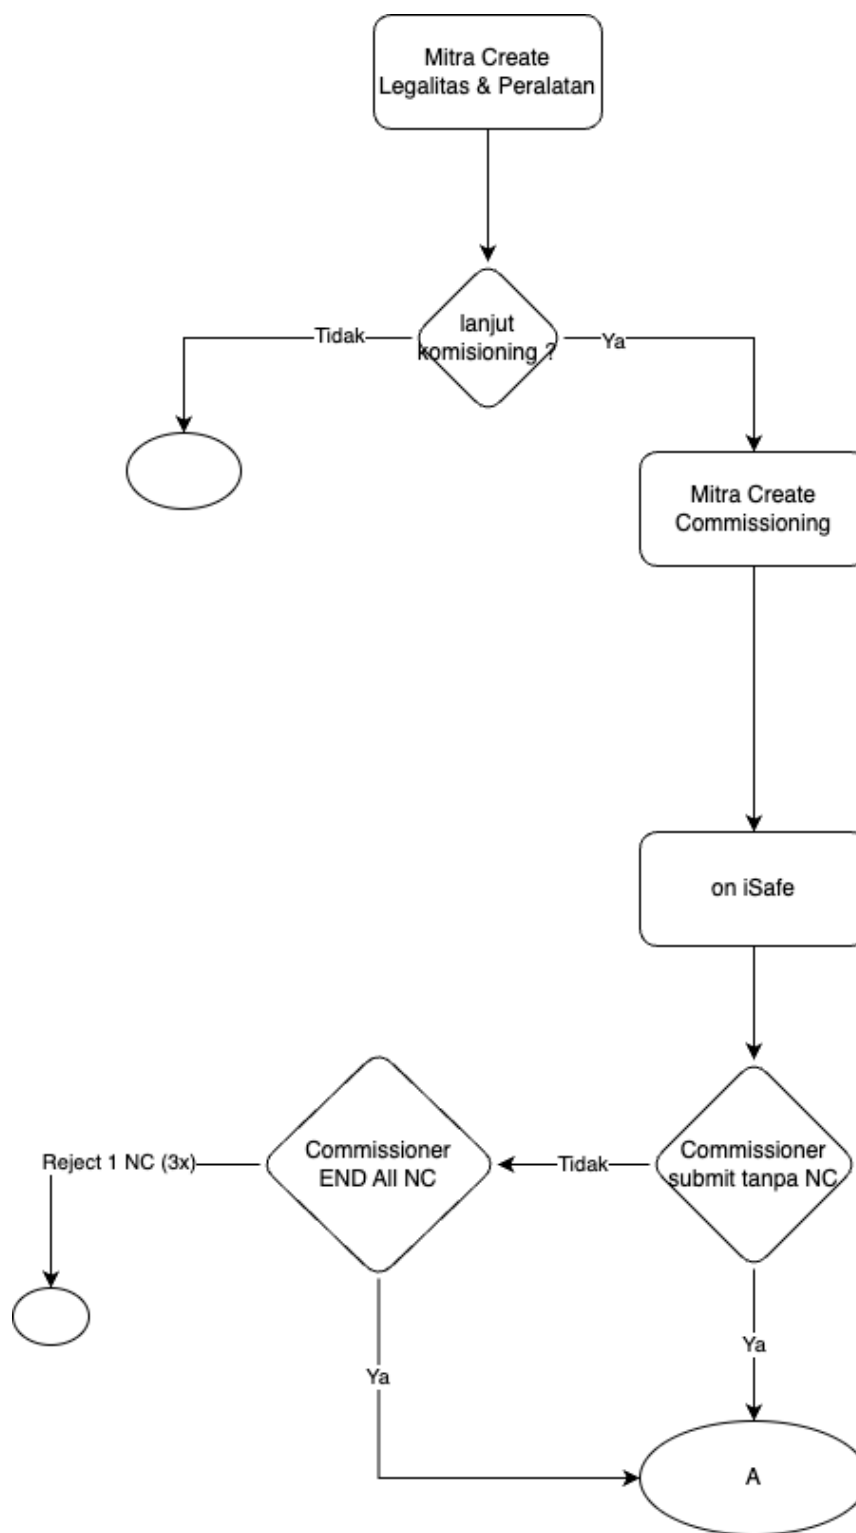 Mitra Create
Legalitas & Peralatan
lanjut
komisioning ?
Tidak
Ya
Mitra Create
Commissioning
on iSafe
Commissioner
END All NC
Reject 1 NC (3x)
Tidak
Commissioner
submit tanpa NC
Ya
Ya
A